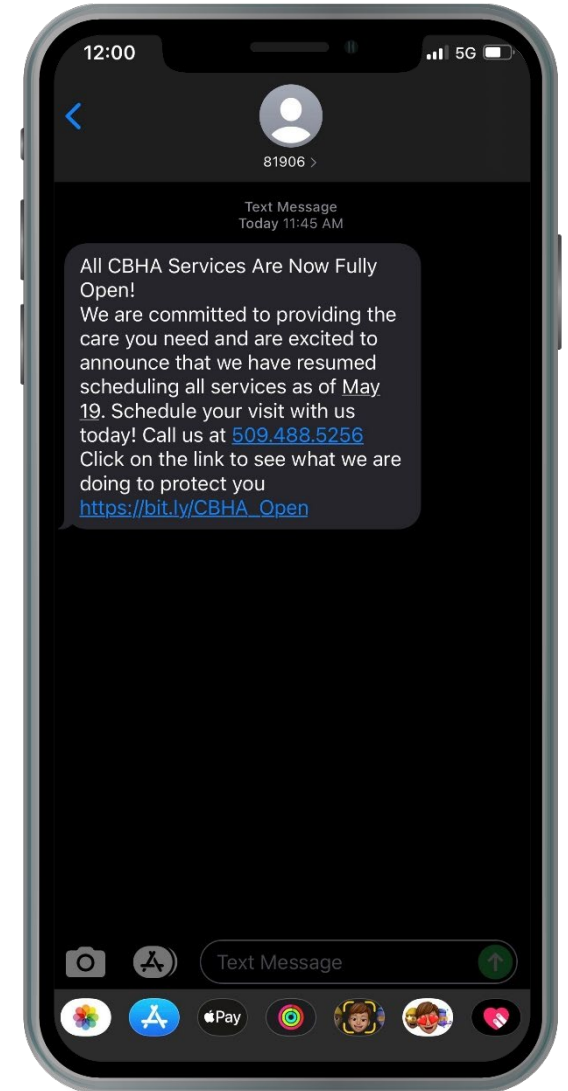 12:00
5G
81906 >
Text Message
Today 11:45 AM
All CBHA Services Are Now Fully
Open!
We are committed to providing the
care you need and are excited to
announce that we have resumed
scheduling all services as of May
19. Schedule your visit with us
today! Call us at 509.488.5256
Click on the link to see what we are
doing to protect you
https://bit.ly/CBHA_Open
Text Message
Pay